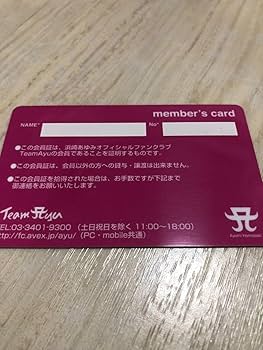 member's card
NAME
No
●この会員証は、浜崎あゆみオフィシャルファンクラブ
TeamAyuの会員であることを証明するものです。
●この会員証は、会員以外の方への貸与・譲渡は出来ません。
●この会員証を拾得された場合は、お手数ですが下記まで
御連絡をお願いいたします。
Team Ayu
TEL:03-3401-9300 (土日祝日を除く 11:00〜18:00)
http://fc.avex.jp/ayu/ (PC・mobile共通)
Ayumi Hamasaki